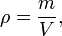 ρ = m/V,